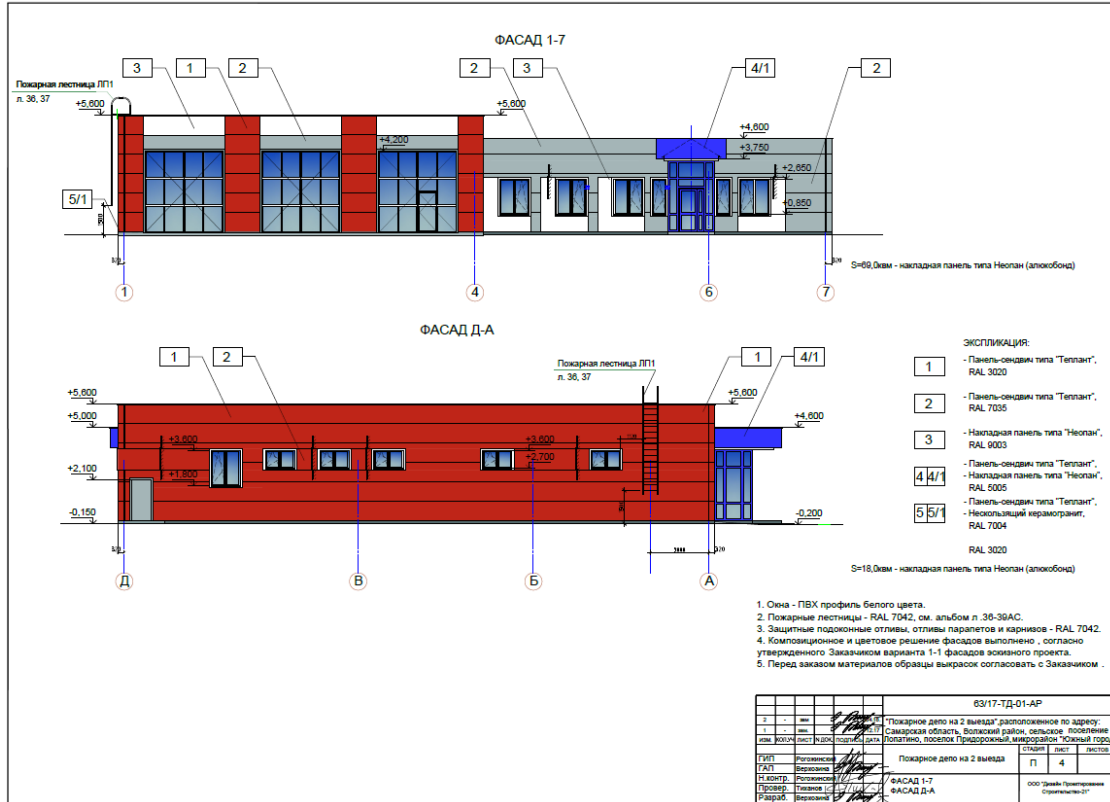 ФАСАД 1-7
3
1
2
2
3
4/1
2
Пожарная лестница ЛП1
л. 36, 37
+5,600
+5,600
+4,600
+4,200
+3,750
+2,650
+0,850
5/1
1
4
6
7
S=69,0квм - накладная панель типа Неопан (алюкобонд)
ФАСАД Д-А
1
2
1
4/1
Пожарная лестница ЛП1
л. 36, 37
+5,600
+5,600
+5,000
+4,600
+3,600
+3,600
+2,700
+2,100
+1,800
-0,150
-0,200
Д
В
Б
А
ЭКСПЛИКАЦИЯ:
1
- Панель-сендвич типа "Теплант",
RAL 3020
2
- Панель-сендвич типа "Теплант",
RAL 7035
3
- Накладная панель типа "Неопан",
RAL 9003
4 4/1
- Панель-сендвич типа "Теплант",
- Накладная панель типа "Неопан",
RAL 5005
5 5/1
- Панель-сендвич типа "Теплант",
- Нескользящий керамогранит,
RAL 7004
RAL 3020
S=18,0квм - накладная панель типа Неопан (алюкобонд)
1. Окна - ПВХ профиль белого цвета.
2. Пожарные лестницы - RAL 7042, см. альбом л .36-39АС.
3. Защитные подоконные отливы, отливы парапетов и карнизов - RAL 7042.
4. Композиционное и цветовое решение фасадов выполнено , согласно
утвержденного Заказчиком варианта 1-1 фасадов эскизного проекта.
5. Перед заказом материалов образцы выкрасок согласовать с Заказчиком .
63/17-ТД-01-АР
"Пожарное депо на 2 выезда",расположенное по адресу:
Самарская область, Волжский район, сельское поселение
Лопатино, поселок Придорожный, микрорайон "Южный горо
2 - зам.
1 - зам.
ИЗМ. КОЛ.УЧ ЛИСТ N ДОК. ПОДПИСЬ ДАТА
ГИП Рогожинский
ГАП Верховина
Н.контр. Рогожинский
Провер. Тиханов
Разраб. Верховина
Пожарное депо на 2 выезда
СТАДИЯ ЛИСТ ЛИСТОВ
П 4
ФАСАД 1-7
ФАСАД Д-А
ООО "Дизайн Проектирование
Строительство-21"